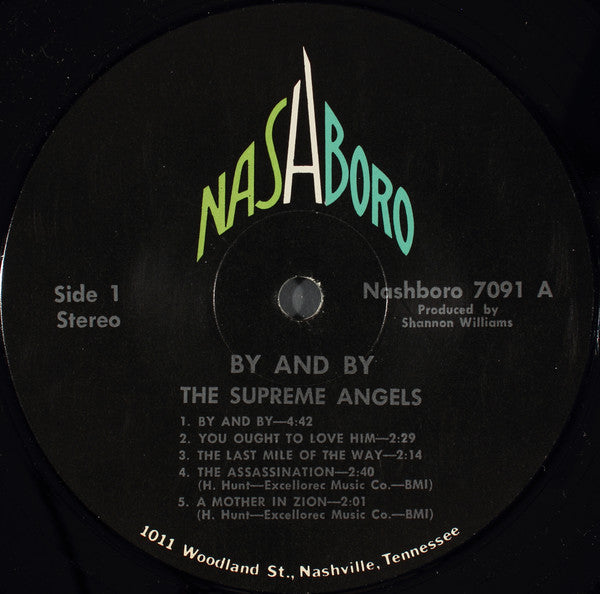 NASHBORO
Side 1
Stereo
Nashboro 7091 A
Produced by
Shannon Williams
BY AND BY
THE SUPREME ANGELS
1. BY AND BY—4:42
2. YOU OUGHT TO LOVE HIM—2:29
3. THE LAST MILE OF THE WAY—2:14
4. THE ASSASSINATION—2:40
(H. Hunt—Excellorec Music Co.—BMI)
5. A MOTHER IN ZION—2:01
(H. Hunt—Excellorec Music Co.—BMI)
1011 Woodland St., Nashville, Tennessee